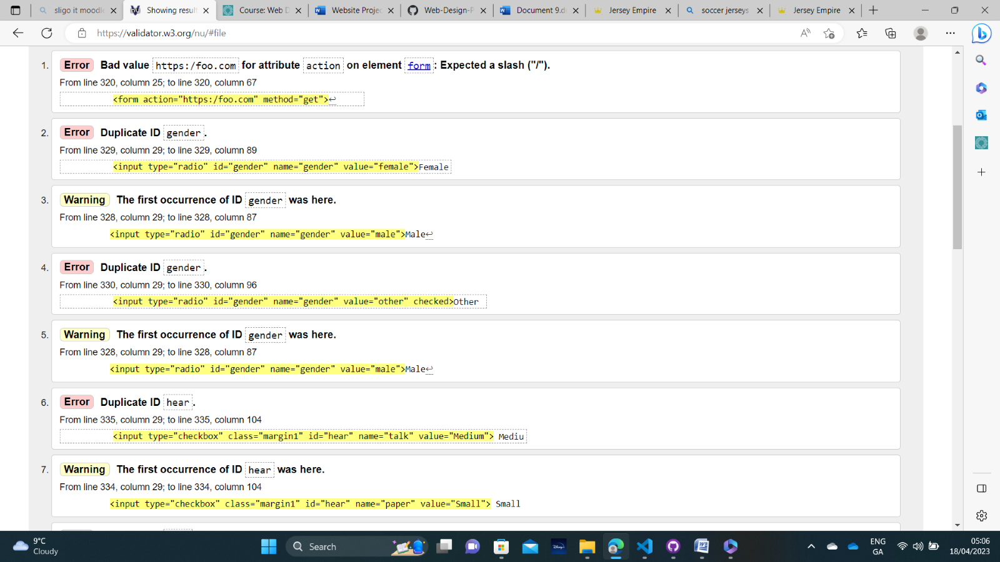 sligo it moodl
Showing resul
Course: Web D
Website Projec
Web-Design-P
Document 9.d
Jersey Empire
soccer jerseys
Jersey Empire
https://validator.w3.org/nu/#file
1. Error Bad value https:/foo.com for attribute action on element form: Expected a slash ("/").
From line 320, column 25; to line 320, column 67
<form action="https:/foo.com" method="get">↩
2. Error Duplicate ID gender.
From line 329, column 29; to line 329, column 89
<input type="radio" id="gender" name="gender" value="female">Female
3. Warning The first occurrence of ID gender was here.
From line 328, column 29; to line 328, column 87
<input type="radio" id="gender" name="gender" value="male">Male↩
4. Error Duplicate ID gender.
From line 330, column 29; to line 330, column 96
<input type="radio" id="gender" name="gender" value="other" checked>Other
5. Warning The first occurrence of ID gender was here.
From line 328, column 29; to line 328, column 87
<input type="radio" id="gender" name="gender" value="male">Male↩
6. Error Duplicate ID hear.
From line 335, column 29; to line 335, column 104
<input type="checkbox" class="margin1" id="hear" name="talk" value="Medium"> Mediu
7. Warning The first occurrence of ID hear was here.
From line 334, column 29; to line 334, column 104
<input type="checkbox" class="margin1" id="hear" name="paper" value="Small"> Small
9°C
Cloudy
Search
Disney+
ENG
GA
05:06
18/04/2023